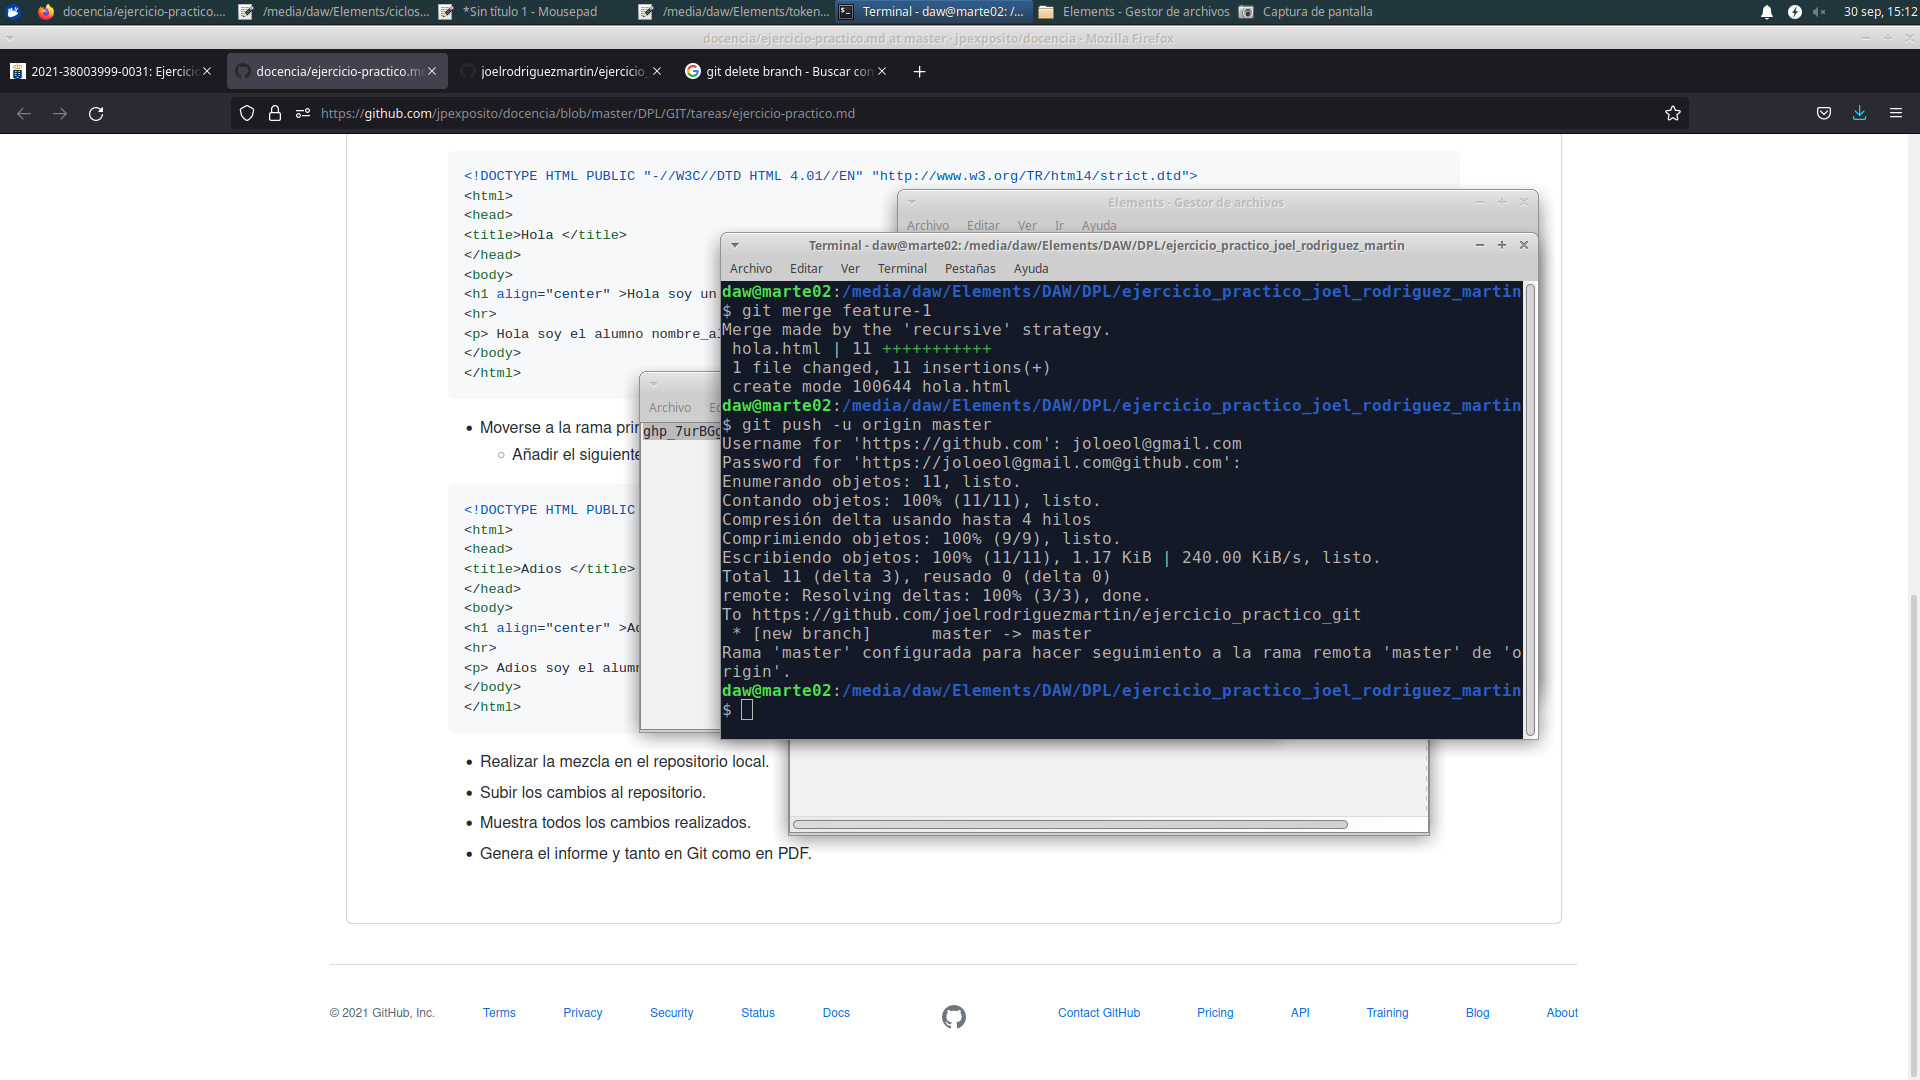 docencia/ejercicio-practico....
/media/daw/Elements/ciclos...
*Sin título 1 - Mousepad
/media/daw/Elements/token...
Terminal - daw@marte02: /...
Elements - Gestor de archivos
Captura de pantalla
30 sep, 15:12
docencia/ejercicio-practico.md at master · jpexposito/docencia - Mozilla Firefox
2021-38003999-0031: Ejercicio
docencia/ejercicio-practico.md
joelrodriguezmartin/ejercicio_
git delete branch - Buscar con
https://github.com/jpexposito/docencia/blob/master/DPL/GIT/tareas/ejercicio-practico.md
<!DOCTYPE HTML PUBLIC "-//W3C//DTD HTML 4.01//EN" "http://www.w3.org/TR/html4/strict.dtd">
<html>
<head>
<title>Hola </title>
</head>
<body>
<h1 align="center" >Hola soy un
<hr>
<p> Hola soy el alumno nombre_al
</body>
</html>
Moverse a la rama prin
Añadir el siguiente
<!DOCTYPE HTML PUBLIC
<html>
<head>
<title>Adios </title>
</head>
<body>
<h1 align="center" >Ad
<hr>
<p> Adios soy el alumn
</body>
</html>
Realizar la mezcla en el repositorio local.
Subir los cambios al repositorio.
Muestra todos los cambios realizados.
Genera el informe y tanto en Git como en PDF.
Elements - Gestor de archivos
Archivo Editar Ver Ir Ayuda
Archivo
ghp_7urBG
Terminal - daw@marte02: /media/daw/Elements/DAW/DPL/ejercicio_practico_joel_rodriguez_martin
Archivo Editar Ver Terminal Pestañas Ayuda
daw@marte02:/media/daw/Elements/DAW/DPL/ejercicio_practico_joel_rodriguez_martin
$ git merge feature-1
Merge made by the 'recursive' strategy.
hola.html | 11 +++++++++++
1 file changed, 11 insertions(+)
create mode 100644 hola.html
daw@marte02:/media/daw/Elements/DAW/DPL/ejercicio_practico_joel_rodriguez_martin
$ git push -u origin master
Username for 'https://github.com': joloeol@gmail.com
Password for 'https://joloeol@gmail.com@github.com':
Enumerando objetos: 11, listo.
Contando objetos: 100% (11/11), listo.
Compresión delta usando hasta 4 hilos
Comprimiendo objetos: 100% (9/9), listo.
Escribiendo objetos: 100% (11/11), 1.17 KiB | 240.00 KiB/s, listo.
Total 11 (delta 3), reusado 0 (delta 0)
remote: Resolving deltas: 100% (3/3), done.
To https://github.com/joelrodriguezmartin/ejercicio_practico_git
* [new branch] master -> master
Rama 'master' configurada para hacer seguimiento a la rama remota 'master' de 'o
rigin'.
daw@marte02:/media/daw/Elements/DAW/DPL/ejercicio_practico_joel_rodriguez_martin
$
© 2021 GitHub, Inc.
Terms
Privacy
Security
Status
Docs
Contact GitHub
Pricing
API
Training
Blog
About